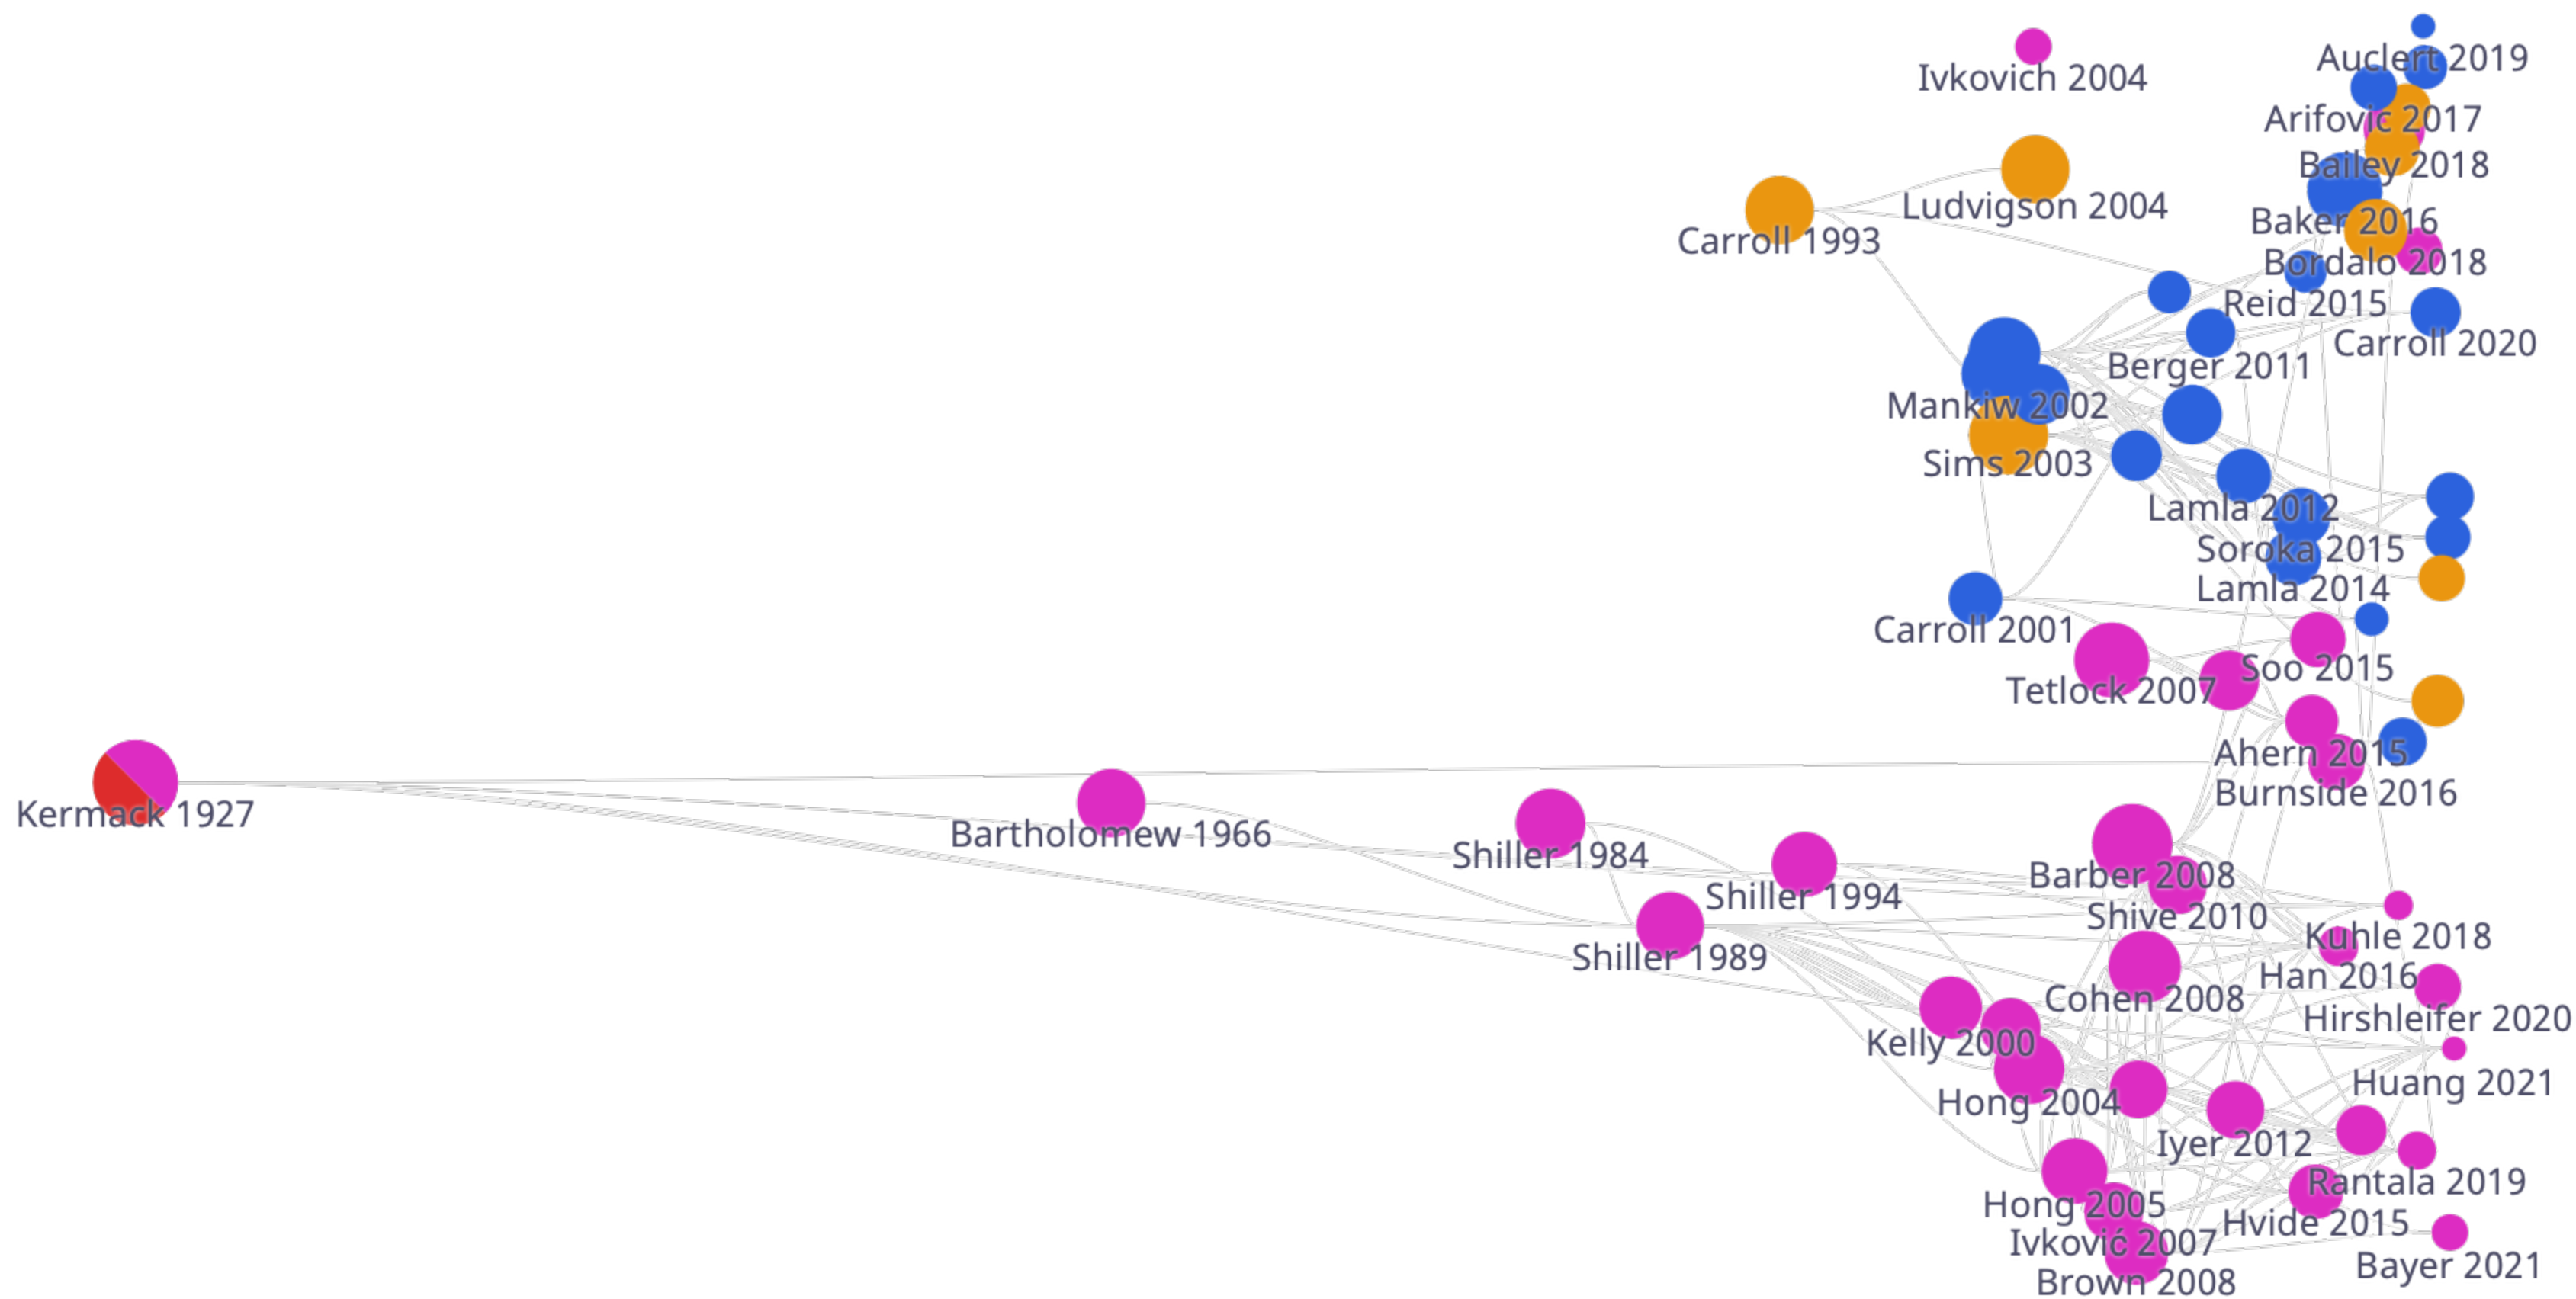 Auclert 2019
Ivkovich 2004
Arifovic 2017
Bailey 2018
Ludvigson 2004
Baker 2016
Carroll 1993
Bordalo 2018
Reid 2015
Carroll 2020
Berger 2011
Mankiw 2002
Sims 2003
Lamla 2012
Soroka 2015
Lamla 2014
Carroll 2001
Soo 2015
Tetlock 2007
Ahern 2015
Burnside 2016
Kermack 1927
Bartholomew 1966
Shiller 1984
Barber 2008
Shiller 1994
Shive 2010
Kuhle 2018
Shiller 1989
Han 2016
Cohen 2008
Hirshleifer 2020
Kelly 2000
Huang 2021
Hong 2004
Iyer 2012
Rantala 2019
Hong 2005
Hvide 2015
Ivković 2007
Bayer 2021
Brown 2008